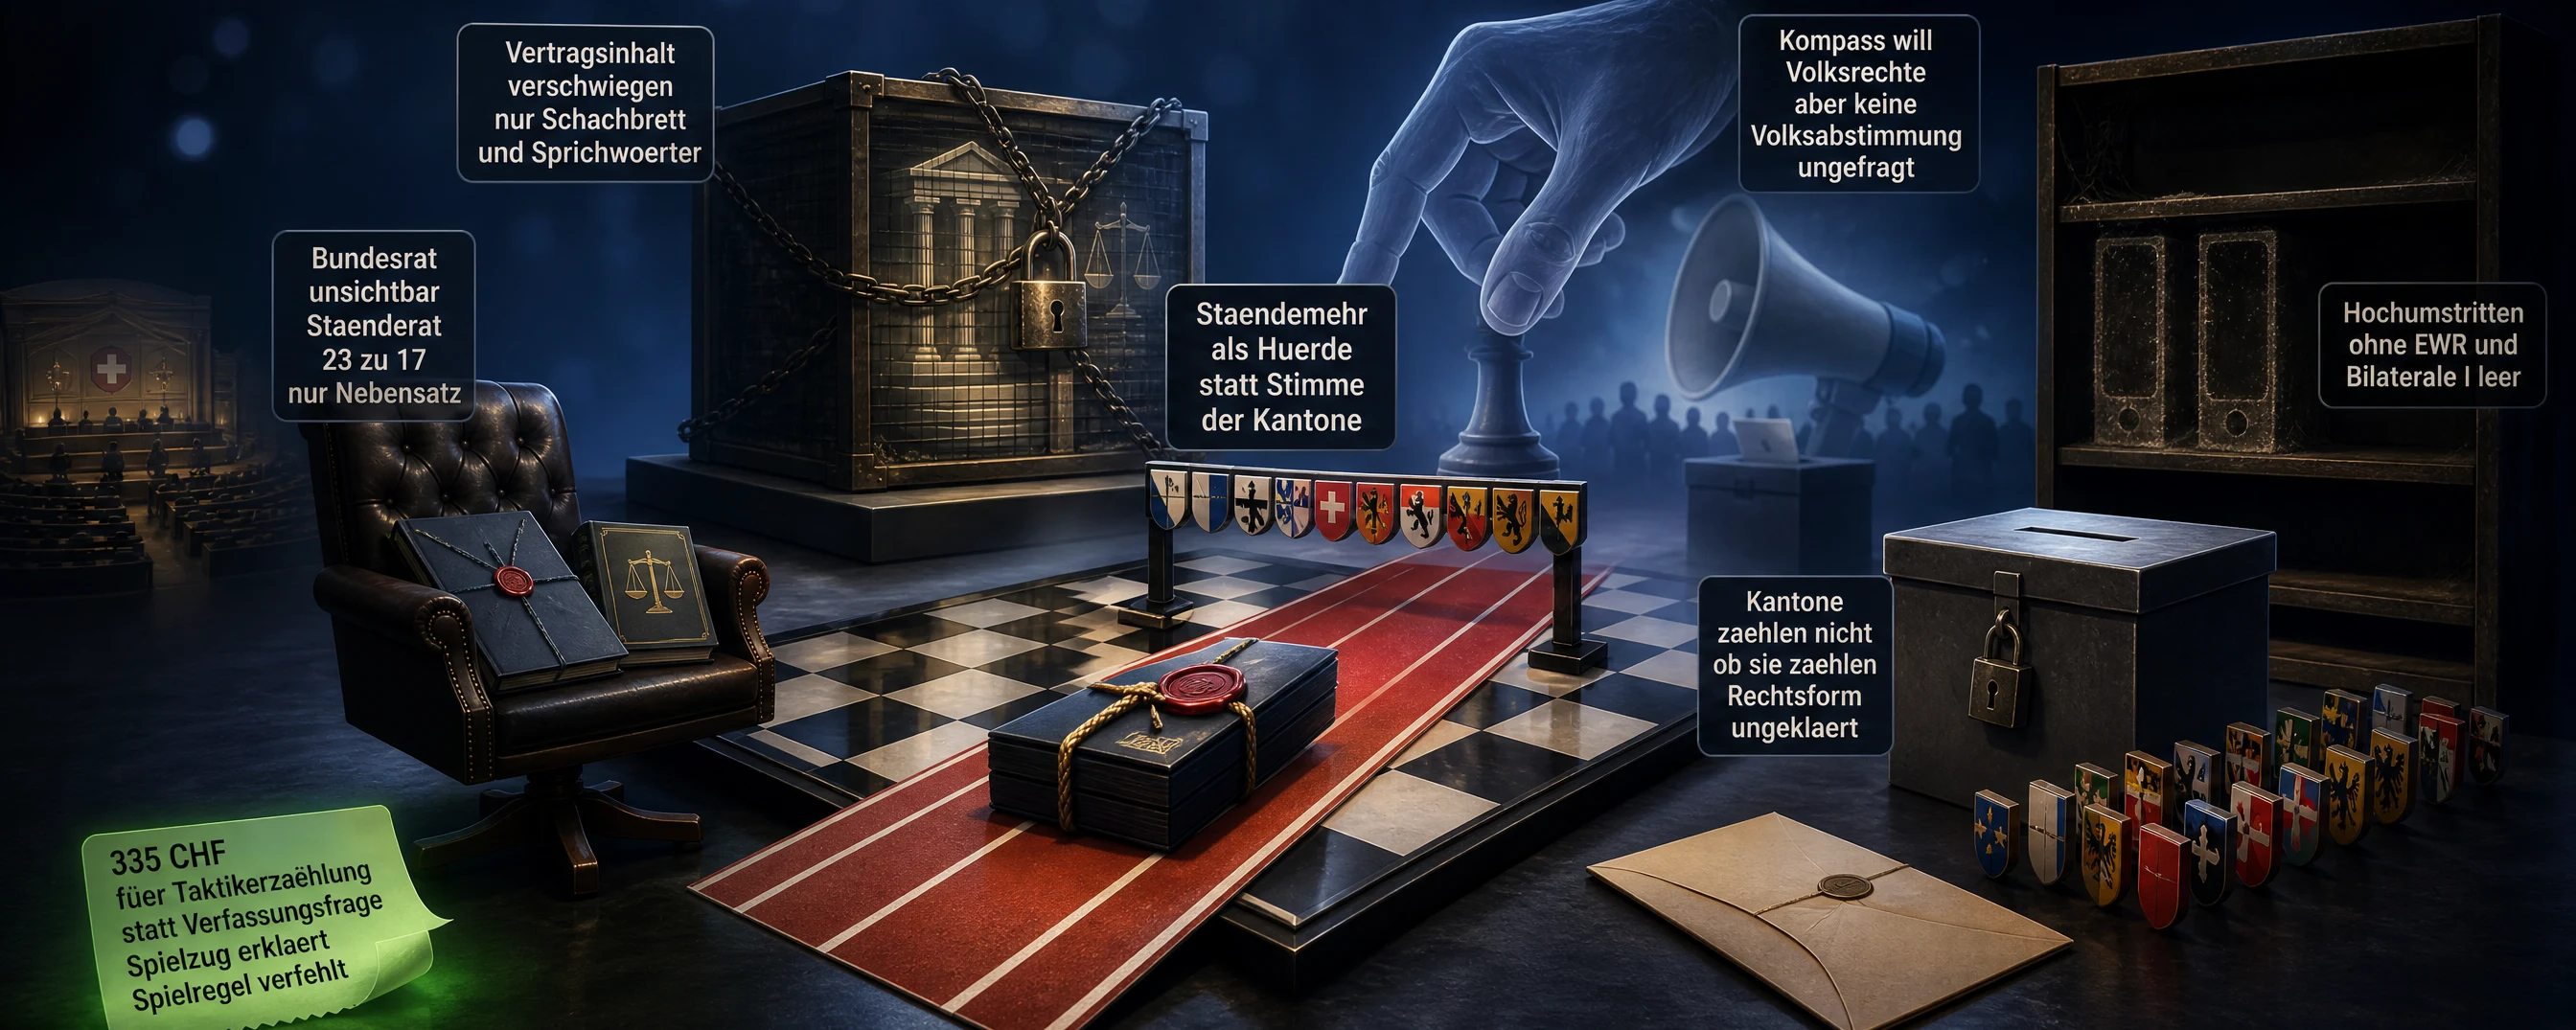 Vertragsinhalt
verschwiegen
nur Schachbrett
und Sprichwoerter
Kompass will
Volksrechte
aber keine
Volksabstimmung
ungefragt
Bundesrat
unsichtbar
Staenderat
23 zu 17
nur Nebensatz
Staendemehr
als Huerde
statt Stimme
der Kantone
Hochumstritten
ohne EWR und
Bilaterale I leer
Kantone
zaehlen nicht
ob sie zaehlen
Rechtsform
ungeklaert
335 CHF
füer Taktikerzaëhlung
statt Verfassungsfrage
Spielzug erklaert
Spielregel verfehlt